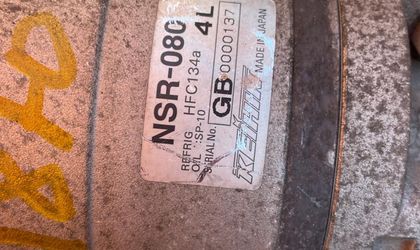 NSR-080
REFRIG HFC134a 4L
OIL :SP-10
SERIAL No. GB 0000137
KEIHIN MADE IN JAPAN